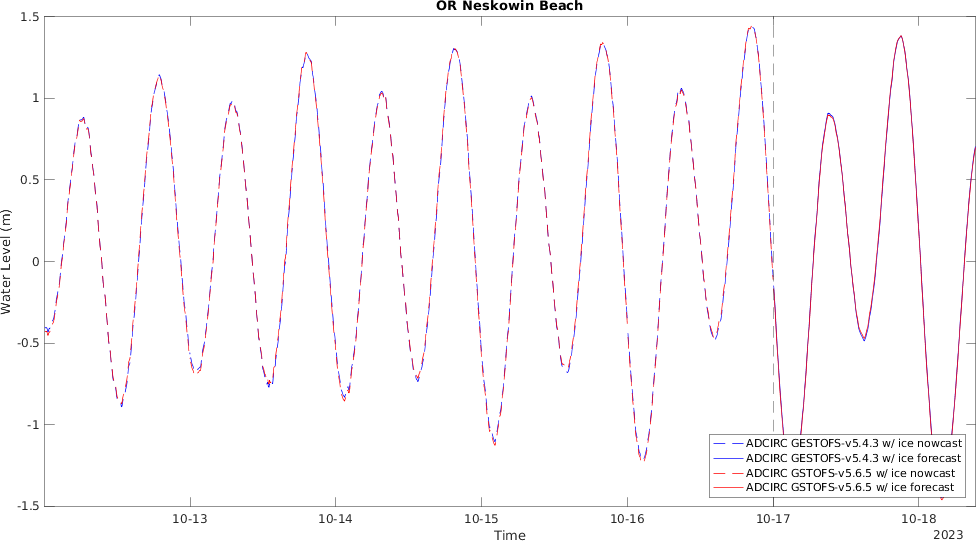 OR Neskowin Beach
1.5
1
0.5
0
-0.5
-1
-1.5
Water Level (m)
10-13
10-14
10-15
10-16
10-17
10-18
Time
2023
ADCIRC GESTOFS-v5.4.3 w/ ice nowcast
ADCIRC GESTOFS-v5.4.3 w/ ice forecast
ADCIRC GSTOFS-v5.6.5 w/ ice nowcast
ADCIRC GSTOFS-v5.6.5 w/ ice forecast